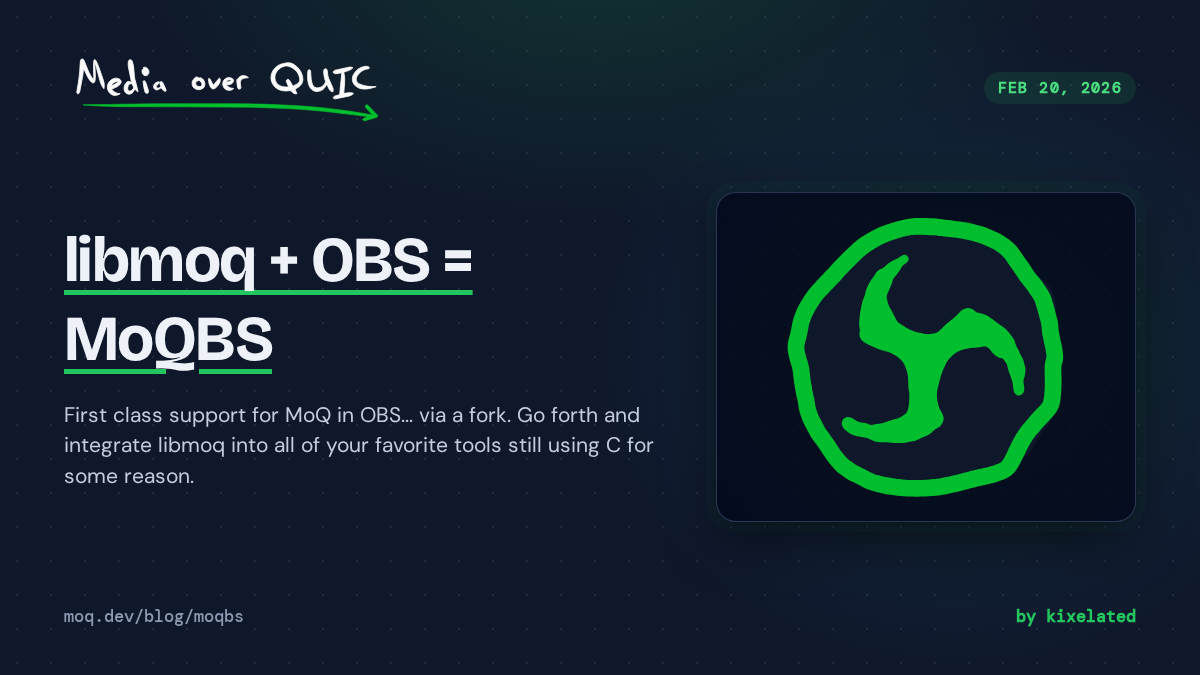 Media over QUIC
FEB 20, 2026
libmoq + OBS =
MoQBS
First class support for MoQ in OBS... via a fork. Go forth and
integrate libmoq into all of your favorite tools still using C for
some reason.
moq.dev/blog/moqbs
by kixelated